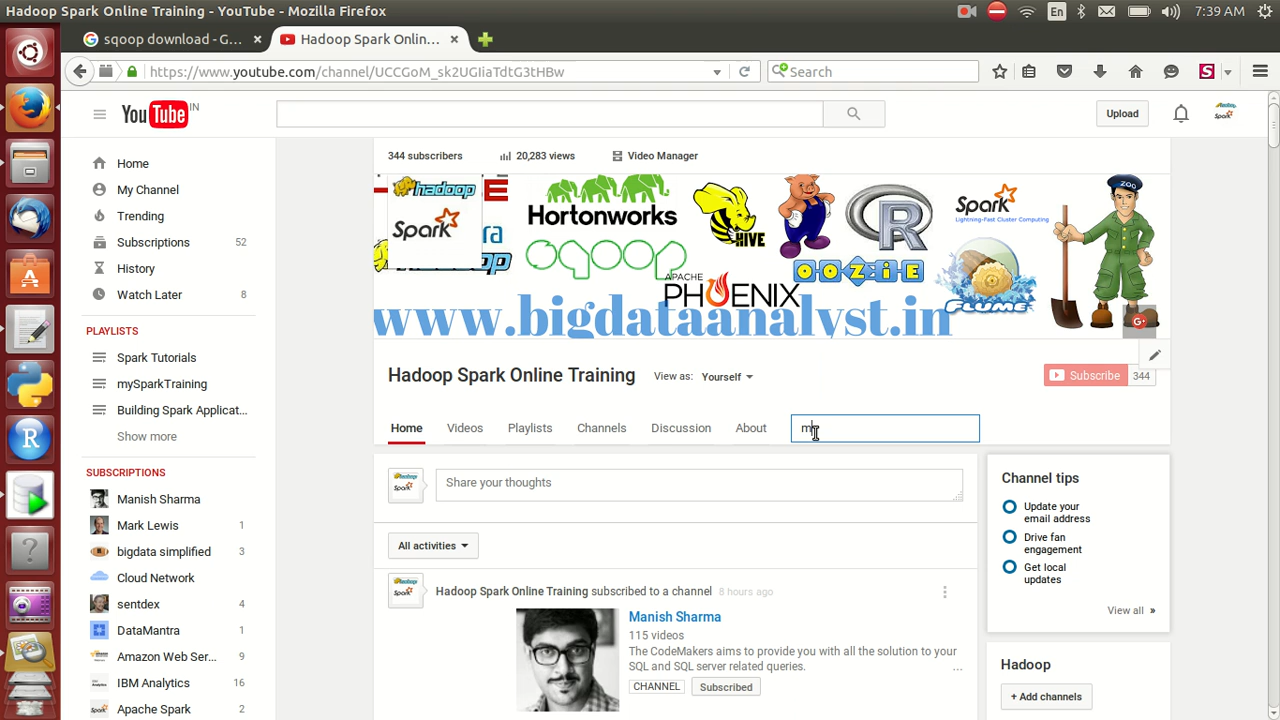 Hadoop Spark Online Training - YouTube - Mozilla Firefox
En
7:39 AM
sqoop download - G...
Hadoop Spark Onlin...
https://www.youtube.com/channel/UCCGoM_sk2UGIiaTdtG3tHBw
Search
YouTube IN
Upload
344 subscribers
20,283 views
Video Manager
Home
My Channel
Trending
Subscriptions 52
History
Watch Later 8
PLAYLISTS
Spark Tutorials
mySparkTraining
Building Spark Applicat...
Show more
SUBSCRIPTIONS
Manish Sharma
Mark Lewis 1
bigdata simplified 3
Cloud Network
sentdex 4
DataMantra 1
Amazon Web Ser... 9
IBM Analytics 16
Apache Spark 2
hadoop
Spark
Hortonworks
HIVE
R
Spark
Lightning-Fast Cluster Computing
ZOO
sqoop
OOZIE
APACHE
PHOENIX
FLUME
www.bigdataanalyst.in
Hadoop Spark Online Training
View as: Yourself
Subscribe 344
Home
Videos
Playlists
Channels
Discussion
About
Share your thoughts
All activities
Hadoop Spark Online Training subscribed to a channel 8 hours ago
Manish Sharma
115 videos
The CodeMakers aims to provide you with all the solution to your
SQL and SQL server related queries.
...
CHANNEL
Subscribed
Channel tips
Update your
email address
Drive fan
engagement
Get local
updates
View all »
Hadoop
+ Add channels